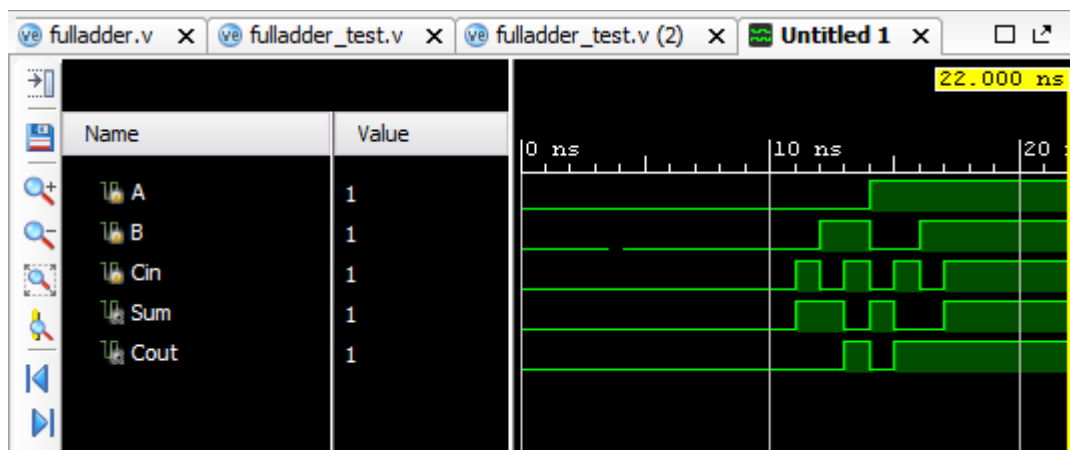 fulladder.v fulladder_test.v fulladder_test.v (2) Untitled 1
22.000 ns
Name Value
0 ns 10 ns 20
A 1
B 1
Cin 1
Sum 1
Cout 1